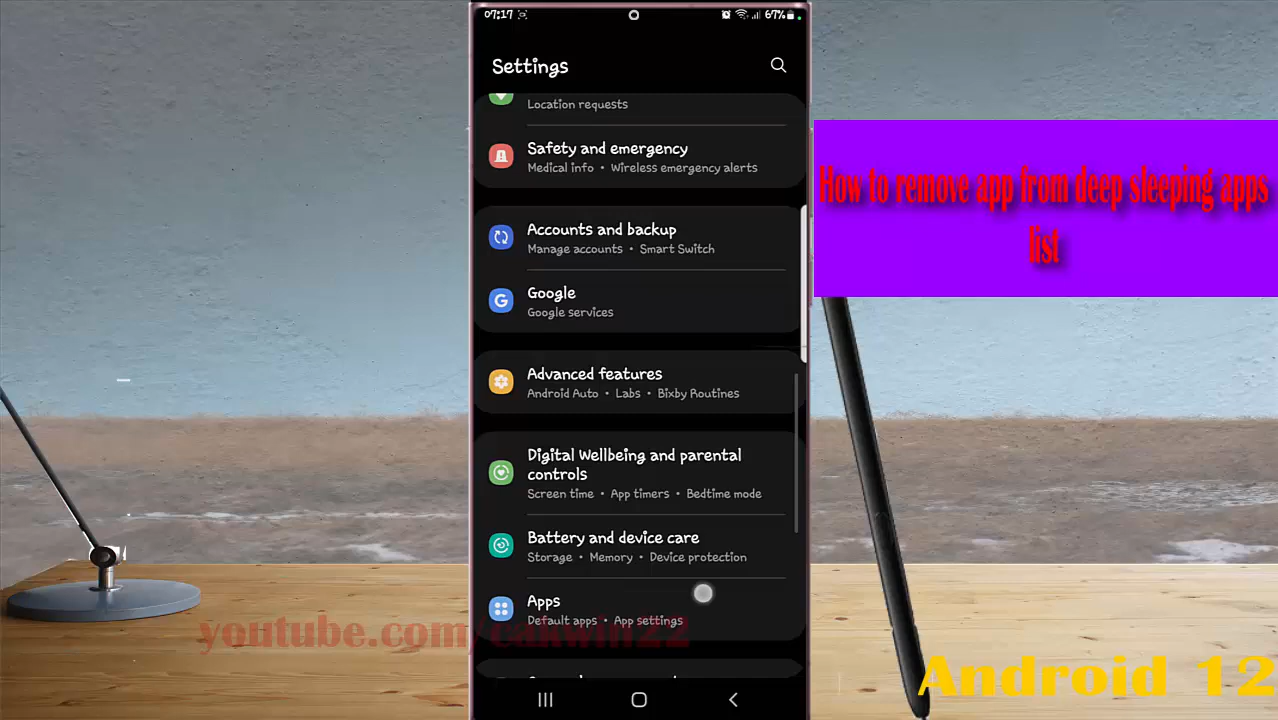 07:17
67%
Settings
Location requests
Safety and emergency
Medical info • Wireless emergency alerts
Accounts and backup
Manage accounts • Smart Switch
Google
Google services
Advanced features
Android Auto • Labs • Bixby Routines
Digital Wellbeing and parental
controls
Screen time • App timers • Bedtime mode
Battery and device care
Storage • Memory • Device protection
Apps
Default apps • App settings
How to remove app from deep sleeping apps
list
youtube.com/cakwin22
Android 12